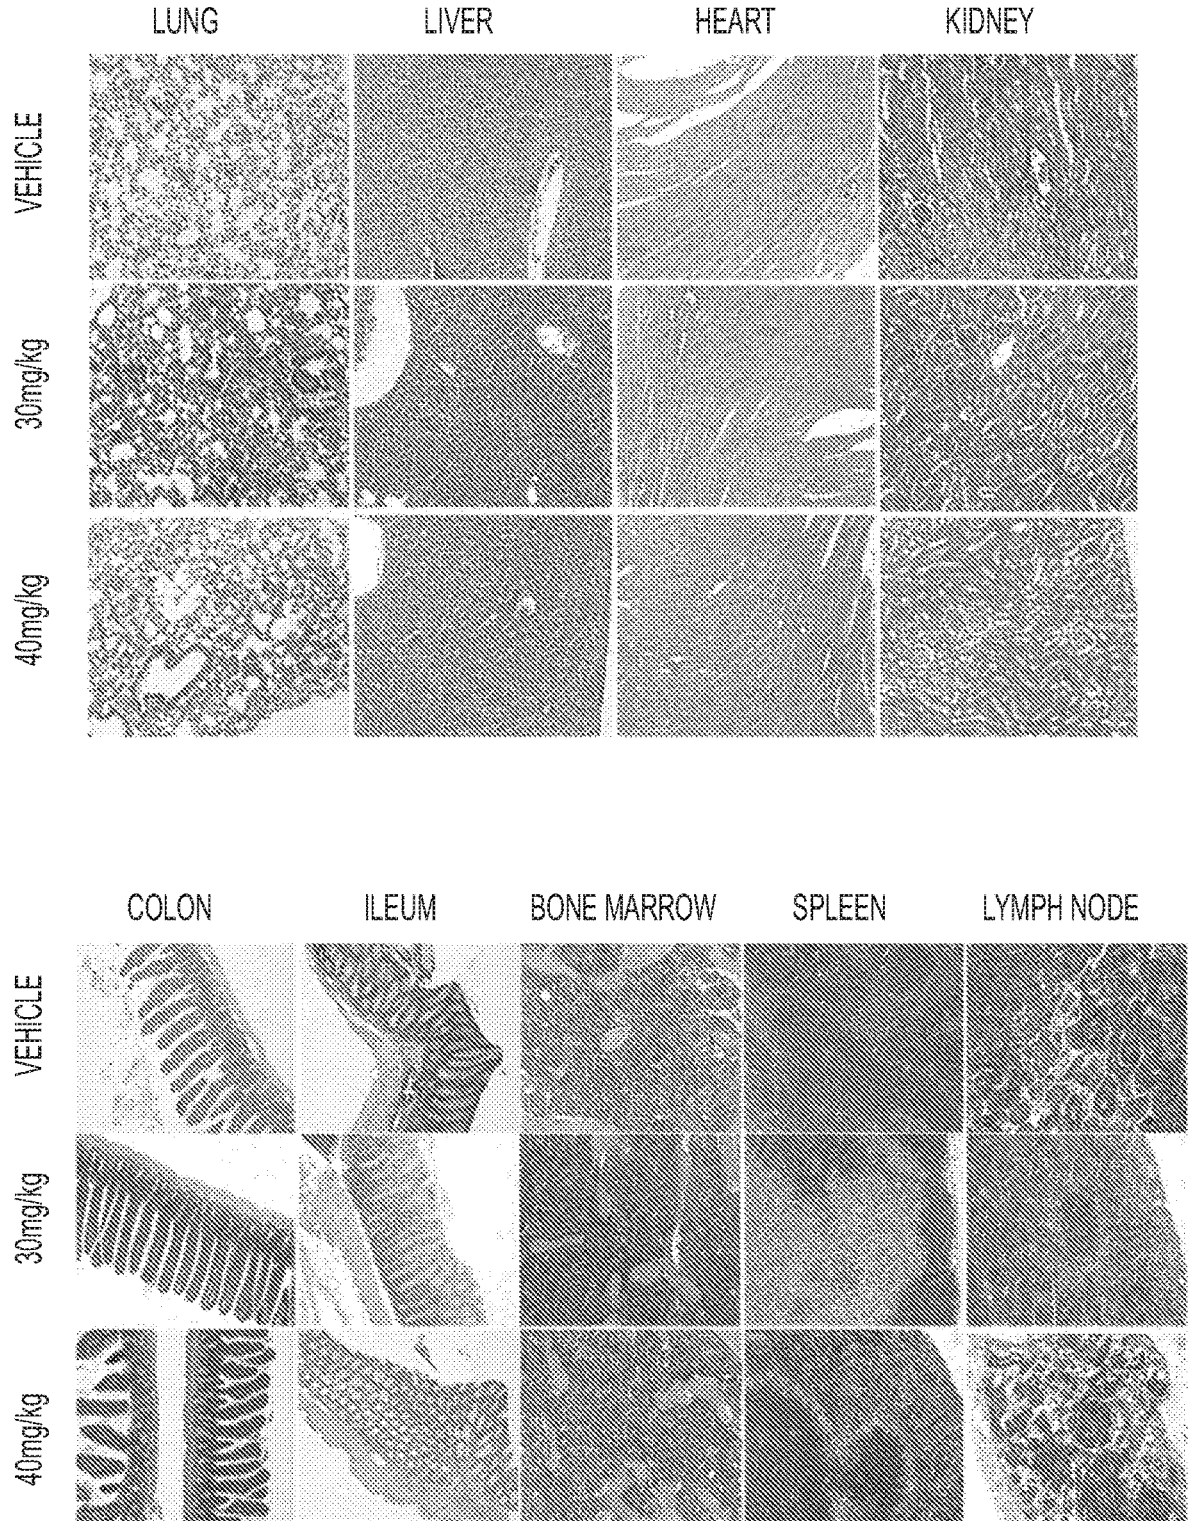 LUNG LIVER HEART KIDNEY
VEHICLE
30mg/kg
40mg/kg
COLON ILEUM BONE MARROW SPLEEN LYMPH NODE
VEHICLE
30mg/kg
40mg/kg